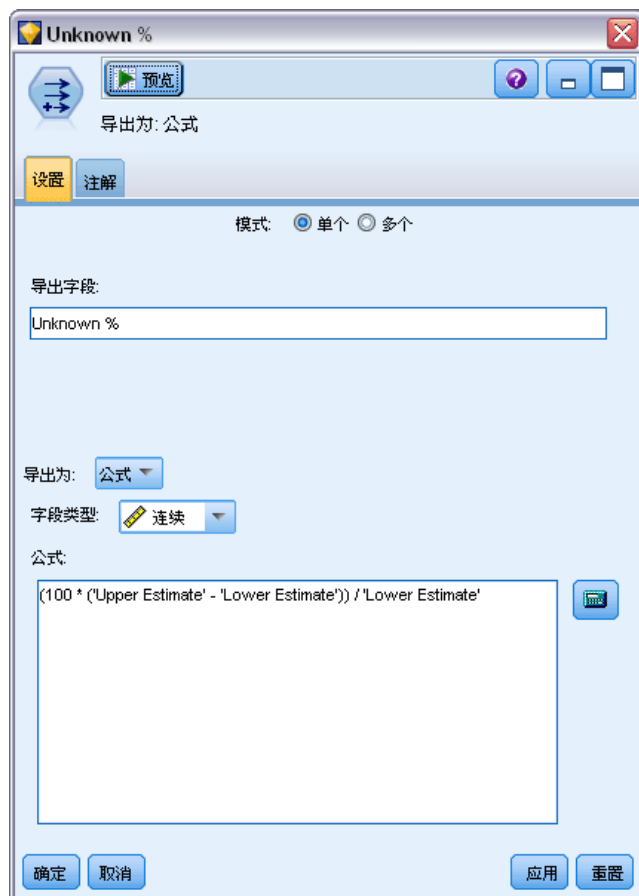 Unknown %
预览
导出为: 公式
设置 注解
模式: 单个 多个
导出字段:
Unknown %
导出为: 公式
字段类型: 连续
公式:
(100 * ('Upper Estimate' - 'Lower Estimate')) / 'Lower Estimate'
确定 取消 应用 重置